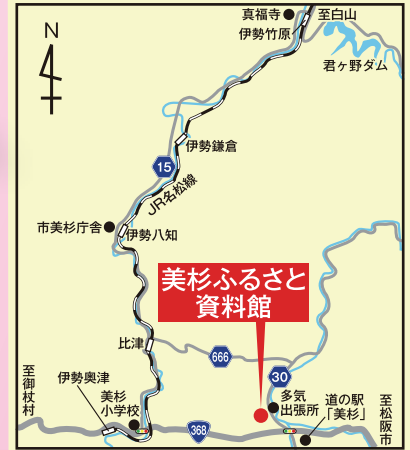 真福寺
至白山
伊勢竹原
君ヶ野ダム
N
伊勢鎌倉
15
JR名松線
市美杉庁舎
伊勢八知
美杉ふるさと
資料館
比津
666
30
至御杖村
伊勢奥津
美杉
小学校
多気
出張所
道の駅
「美杉」
至松阪市
368